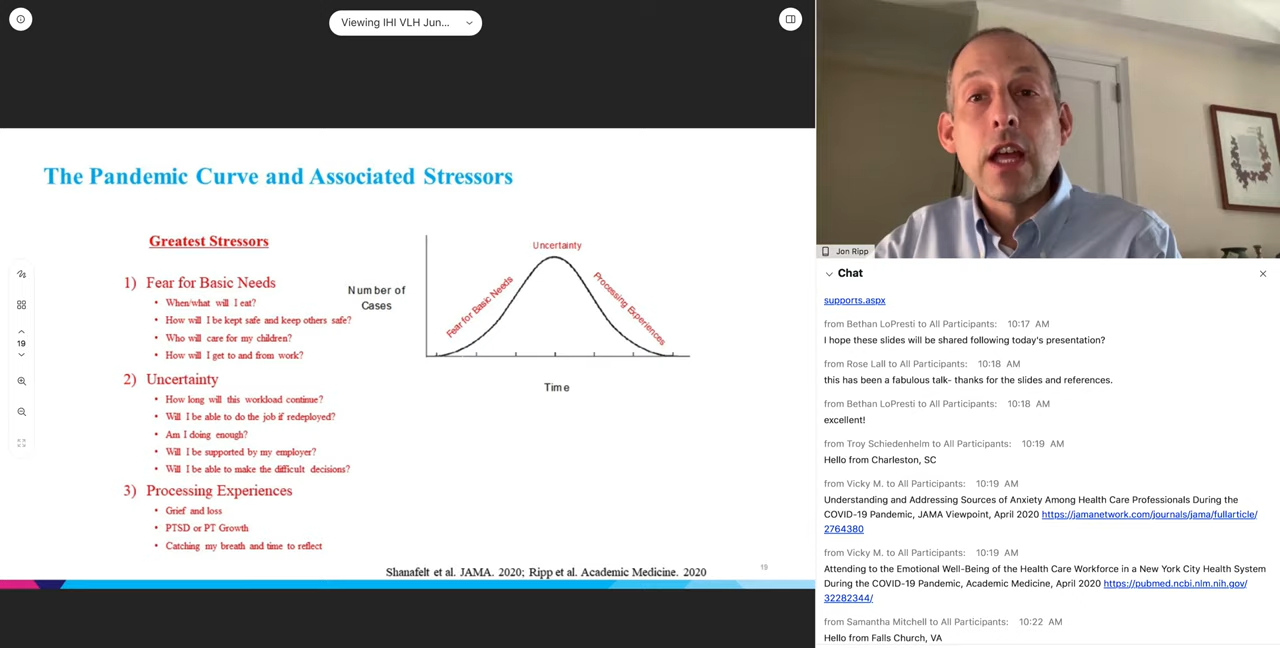 Viewing IHI VLH Jun...
The Pandemic Curve and Associated Stressors
Greatest Stressors
1) Fear for Basic Needs
• When/what will I eat?
• How will I be kept safe and keep others safe?
• Who will care for my children?
• How will I get to and from work?
2) Uncertainty
• How long will this workload continue?
• Will I be able to do the job if redeployed?
• Am I doing enough?
• Will I be supported by my employer?
• Will I be able to make the difficult decisions?
3) Processing Experiences
• Grief and loss
• PTSD or PT Growth
• Catching my breath and time to reflect
Number of
Cases
Fear for Basic Needs
Uncertainty
Processing Experiences
Time
Shanafelt et al. JAMA. 2020; Ripp et al. Academic Medicine. 2020
19
19
Jon Ripp
Chat
supports.aspx
from Bethan LoPresti to All Participants: 10:17 AM
I hope these slides will be shared following today's presentation?
from Rose Lall to All Participants: 10:18 AM
this has been a fabulous talk- thanks for the slides and references.
from Bethan LoPresti to All Participants: 10:18 AM
excellent!
from Troy Schiedenhelm to All Participants: 10:19 AM
Hello from Charleston, SC
from Vicky M. to All Participants: 10:19 AM
Understanding and Addressing Sources of Anxiety Among Health Care Professionals During the
COVID-19 Pandemic, JAMA Viewpoint, April 2020 https://jamanetwork.com/journals/jama/fullarticle/
2764380
from Vicky M. to All Participants: 10:19 AM
Attending to the Emotional Well-Being of the Health Care Workforce in a New York City Health System
During the COVID-19 Pandemic, Academic Medicine, April 2020 https://pubmed.ncbi.nlm.nih.gov/
32282344/
from Samantha Mitchell to All Participants: 10:22 AM
Hello from Falls Church, VA